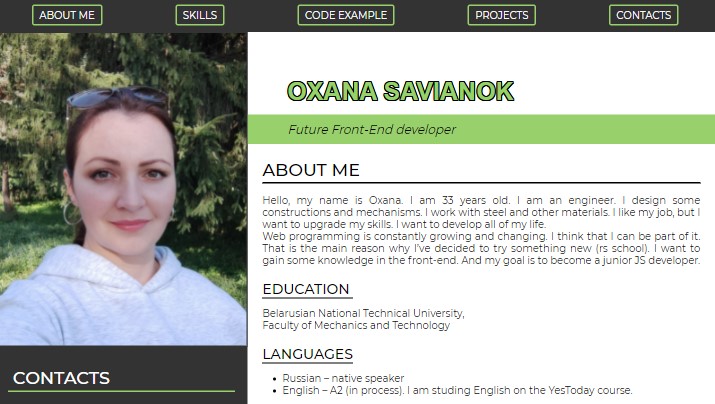 ABOUT ME
SKILLS
CODE EXAMPLE
PROJECTS
CONTACTS
OXANA SAVIANOK
Future Front-End developer
ABOUT ME
Hello, my name is Oxana. I am 33 years old. I am an engineer. I design some
constructions and mechanisms. I work with steel and other materials. I like my job, but I
want to upgrade my skills. I want to develop all of my life.
Web programming is constantly growing and changing. I think that I can be part of it.
That is the main reason why I've decided to try something new (rs school). I want to
gain some knowledge in the front-end. And my goal is to become a junior JS developer.
EDUCATION
Belarusian National Technical University,
Faculty of Mechanics and Technology
LANGUAGES
• Russian – native speaker
• English – A2 (in process). I am studing English on the YesToday course.
CONTACTS